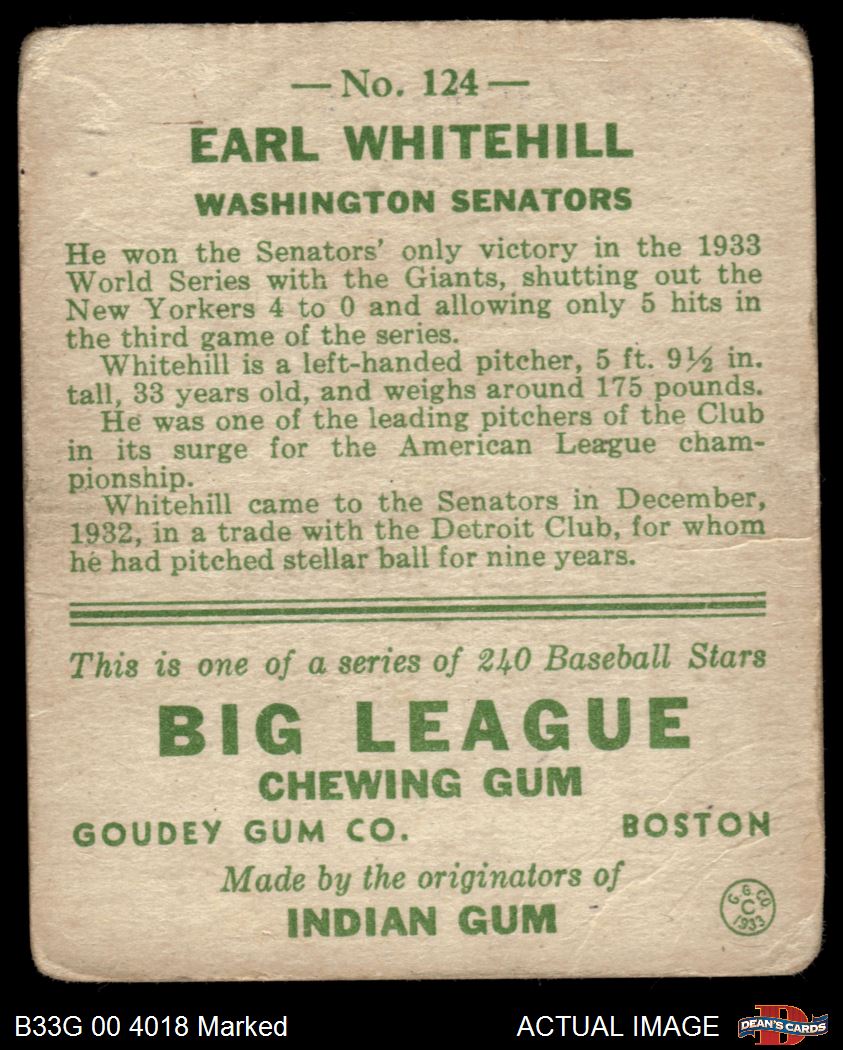 — No. 124 —
EARL WHITEHILL
WASHINGTON SENATORS
He won the Senators' only victory in the 1933
World Series with the Giants, shutting out the
New Yorkers 4 to 0 and allowing only 5 hits in
the third game of the series.
Whitehill is a left-handed pitcher, 5 ft. 9½ in.
tall, 33 years old, and weighs around 175 pounds.
He was one of the leading pitchers of the Club
in its surge for the American League cham-
pionship.
Whitehill came to the Senators in December,
1932, in a trade with the Detroit Club, for whom
he had pitched stellar ball for nine years.
This is one of a series of 240 Baseball Stars
BIG LEAGUE
CHEWING GUM
GOUDEY GUM CO. BOSTON
Made by the originators of
INDIAN GUM
G. G. CO.
C
1933
B33G 00 4018 Marked ACTUAL IMAGE
D
DEAN'S CARDS